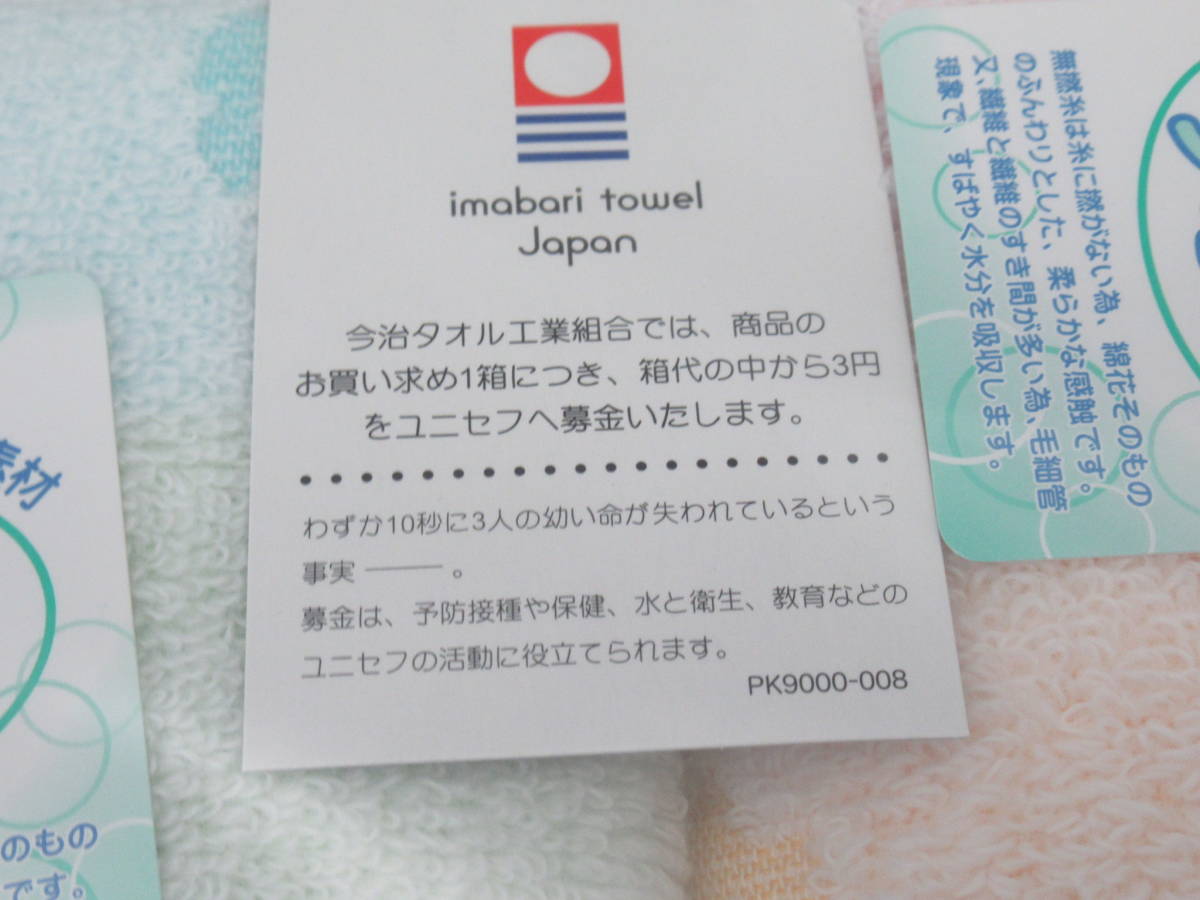 imabari towel
Japan
今治タオル工業組合では、商品の
お買い求め1箱につき、箱代の中から3円
をユニセフへ募金いたします。
わずか10秒に3人の幼い命が失われているという
事実 ――― 。
募金は、予防接種や保健、水と衛生、教育などの
ユニセフの活動に役立てられます。
PK9000-008
無撚糸は糸に撚がない為、綿花そのもの
のふんわりとした、柔らかな感触です。
又、繊維と繊維のすき間が多い為、毛細管
現象で、すばやく水分を吸収します。
素材
のもの
です。